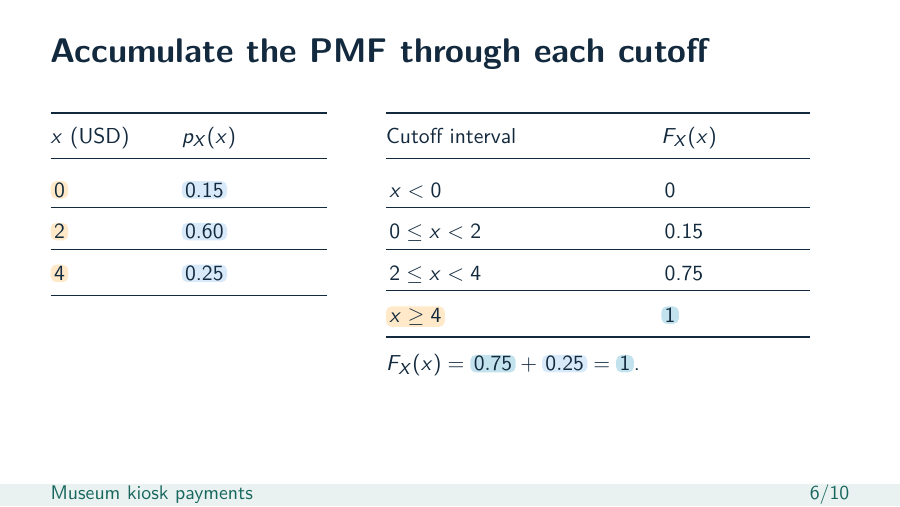 Accumulate the PMF through each cutoff
x (USD) p_X(x)
0 0.15
2 0.60
4 0.25
Cutoff interval F_X(x)
x < 0 0
0 ≤ x < 2 0.15
2 ≤ x < 4 0.75
x ≥ 4 1
F_X(x) = 0.75 + 0.25 = 1.
Museum kiosk payments 6/10